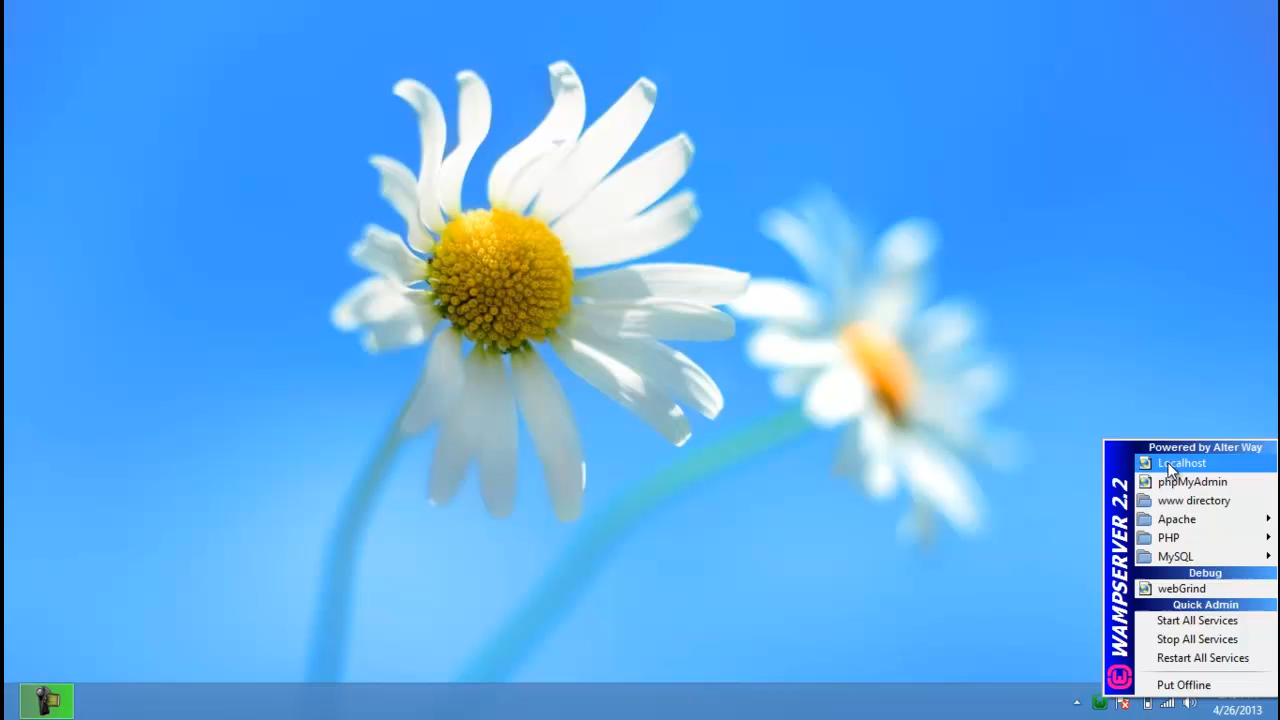 Powered by Alter Way
Localhost
phpMyAdmin
www directory
Apache
PHP
MySQL
Debug
webGrind
Quick Admin
Start All Services
Stop All Services
Restart All Services
Put Offline
WAMPSERVER 2.2
4/26/2013